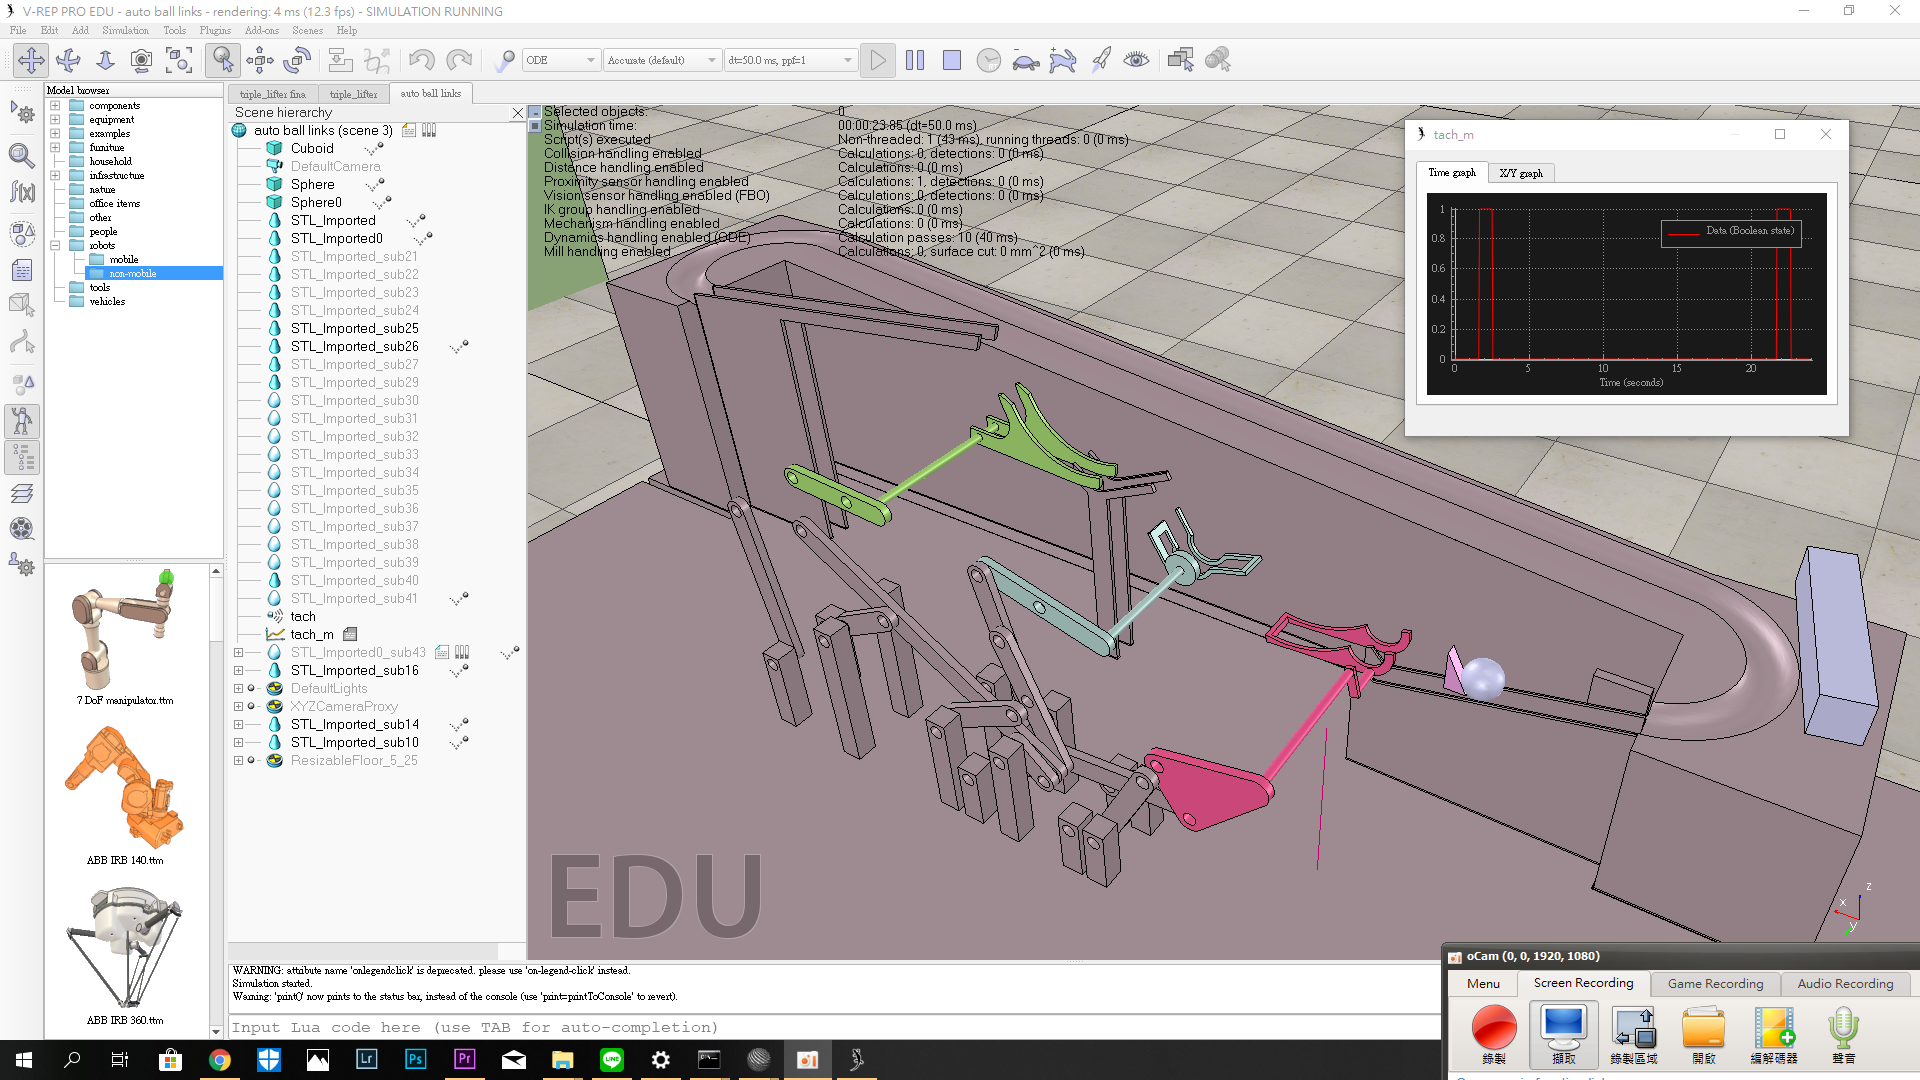 V-REP PRO EDU - auto ball links - rendering: 4 ms (12.3 fps) - SIMULATION RUNNING
File Edit Add Simulation Tools Plugins Add-ons Scenes Help
ODE
Accurate (default)
dt=50.0 ms, ppf=1
Model browser
components
equipment
examples
furniture
household
infrastructure
nature
office items
other
people
robots
mobile
non-mobile
tools
vehicles
7 DoF manipulator.ttm
ABB IRB 140.ttm
ABB IRB 360.ttm
triple_lifter fina
triple_lifter
auto ball links
Scene hierarchy
auto ball links (scene 3)
Cuboid
DefaultCamera
Sphere
Sphere0
STL_Imported
STL_Imported0
STL_Imported_sub21
STL_Imported_sub22
STL_Imported_sub23
STL_Imported_sub24
STL_Imported_sub25
STL_Imported_sub26
STL_Imported_sub27
STL_Imported_sub29
STL_Imported_sub30
STL_Imported_sub31
STL_Imported_sub32
STL_Imported_sub33
STL_Imported_sub34
STL_Imported_sub35
STL_Imported_sub36
STL_Imported_sub37
STL_Imported_sub38
STL_Imported_sub39
STL_Imported_sub40
STL_Imported_sub41
tach
tach_m
STL_Imported0_sub43
STL_Imported_sub16
DefaultLights
XYZCameraProxy
STL_Imported_sub14
STL_Imported_sub10
ResizableFloor_5_25
Selected objects: 0
Simulation time: 00:00:23.85 (dt=50.0 ms)
Script(s) executed Non-threaded: 1 (43 ms), running threads: 0 (0 ms)
Collision handling enabled Calculations: 0, detections: 0 (0 ms)
Distance handling enabled Calculations: 0 (0 ms)
Proximity sensor handling enabled Calculations: 1, detections: 0 (0 ms)
Vision sensor handling enabled (FBO) Calculations: 0, detections: 0 (0 ms)
IK group handling enabled Calculations: 0 (0 ms)
Mechanism handling enabled Calculations: 0 (0 ms)
Dynamics handling enabled (ODE) Calculation passes: 10 (40 ms)
Mill handling enabled Calculations: 0, surface cut: 0 mm^2 (0 ms)
tach_m
Time graph
X/Y graph
Data (Boolean state)
1
0.8
0.6
0.4
0.2
0
0 5 10 15 20
Time (seconds)
EDU
z
x
y
WARNING: attribute name 'onlegendclick' is deprecated. please use 'on-legend-click' instead.
Simulation started.
Warning: 'print()' now prints to the status bar, instead of the console (use 'print=printToConsole' to revert).
Input Lua code here (use TAB for auto-completion)
oCam (0, 0, 1920, 1080)
Menu
Screen Recording
Game Recording
Audio Recording
錄製
擷取
錄製區域
開啟
編解碼器
聲音
Lr
Ps
Pr
LINE